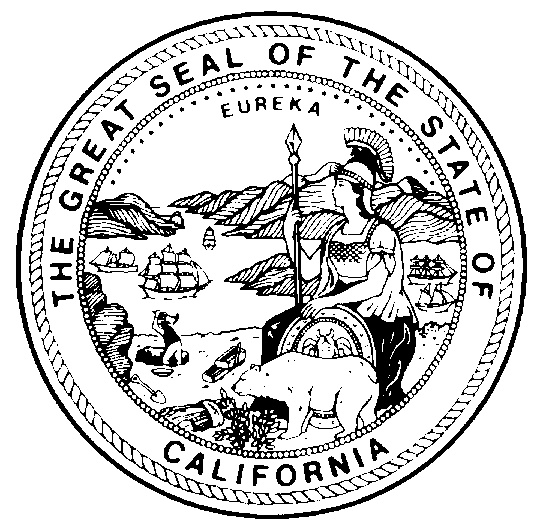 THE GREAT SEAL OF THE STATE OF
EUREKA
CALIFORNIA